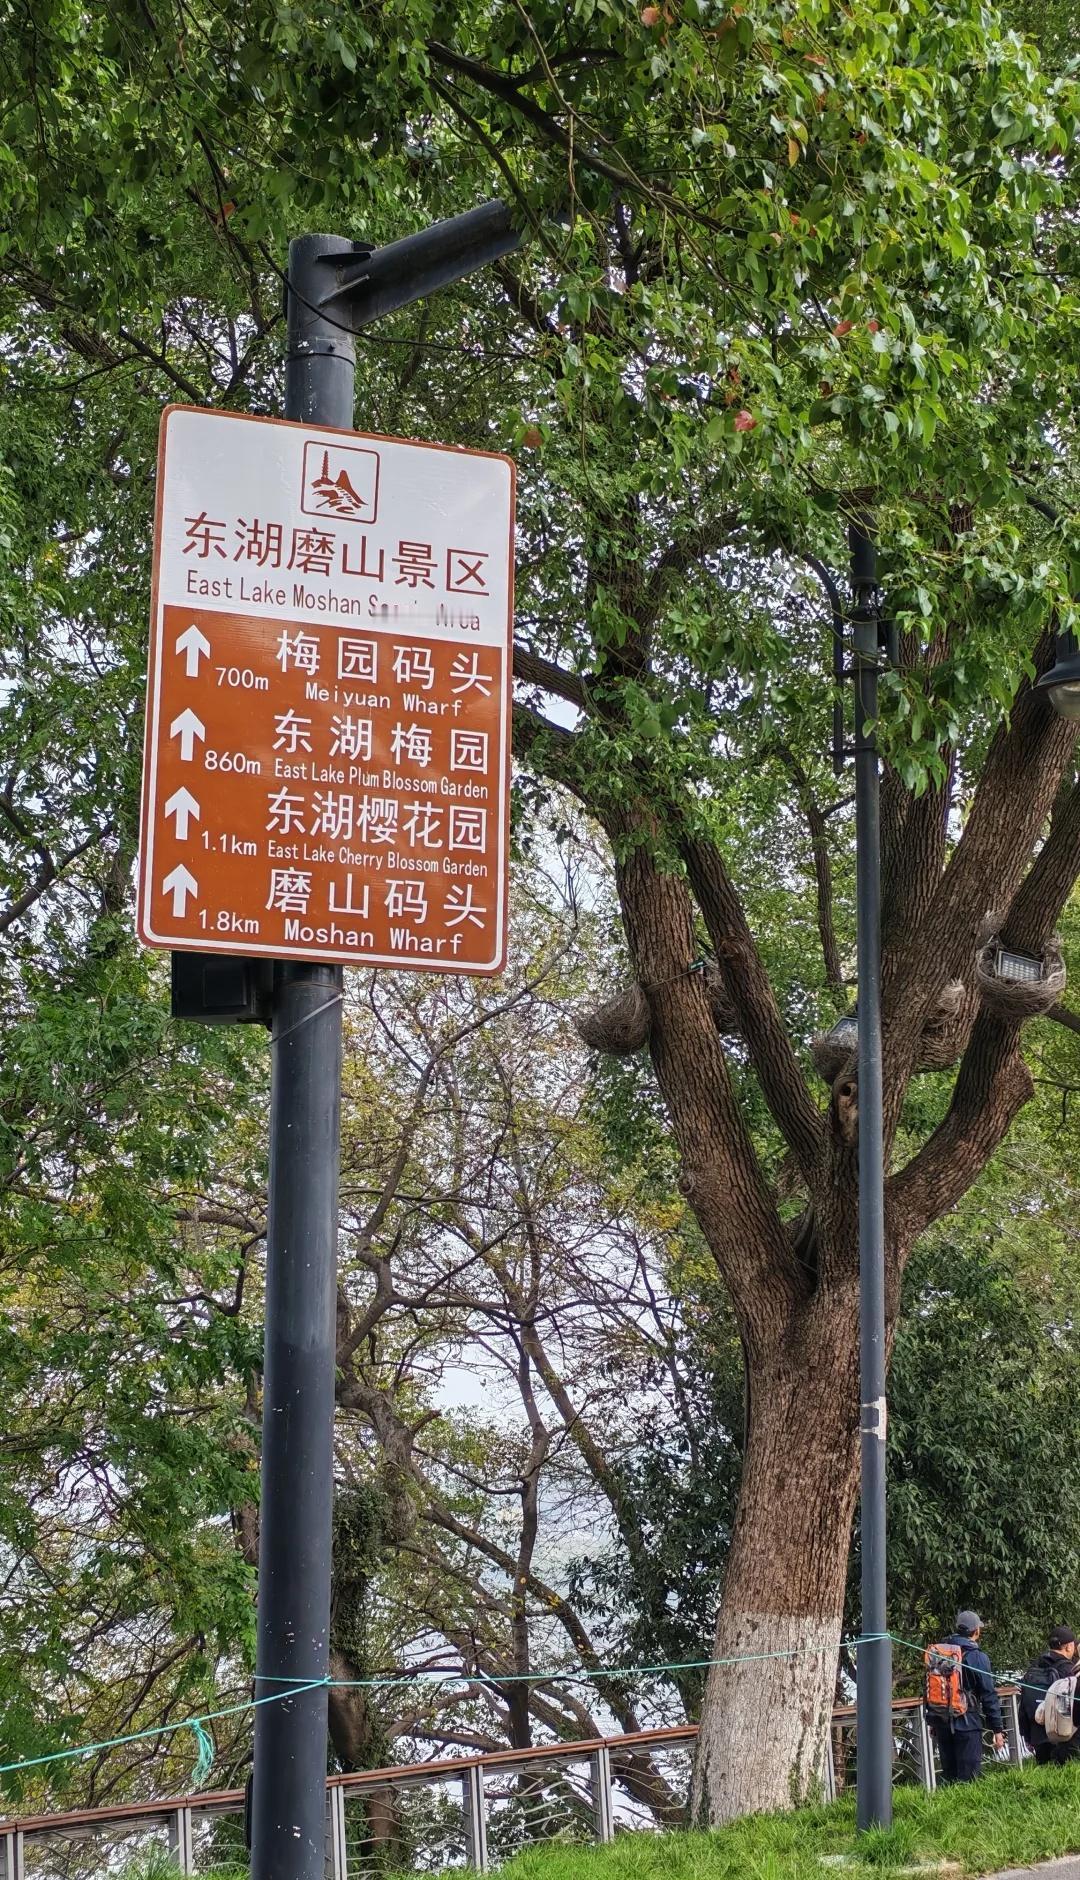 东湖磨山景区
East Lake Moshan
梅园码头
700m Meiyuan Wharf
东湖梅园
860m East Lake Plum Blossom Garden
东湖樱花园
1.1km East Lake Cherry Blossom Garden
磨山码头
1.8km Moshan Wharf